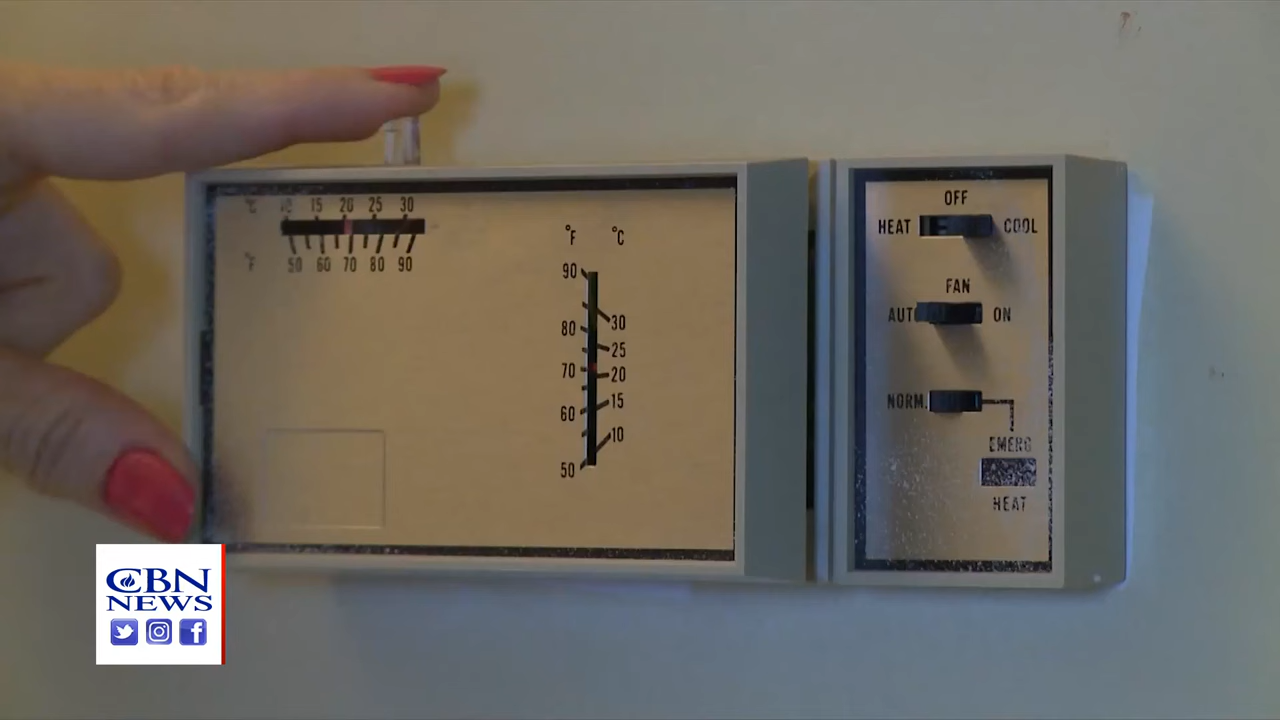 °C 10 15 20 25 30
°F 50 60 70 80 90
°F °C
90
30
80
25
70
20
15
60
10
50
OFF
HEAT COOL
FAN
AUTO ON
NORM.
EMERG
HEAT
CBN
NEWS